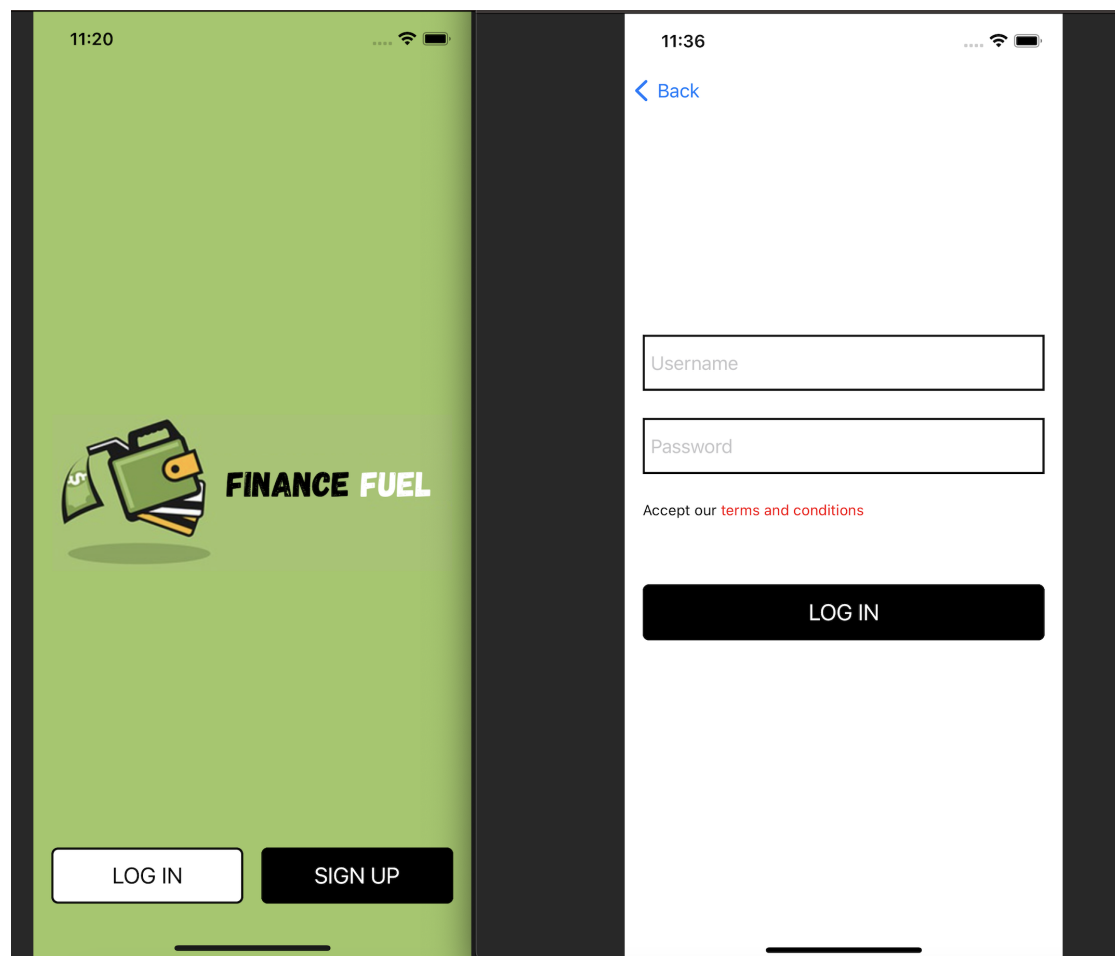 11:20
$
FINANCE FUEL
LOG IN
SIGN UP
11:36
Back
Username
Password
Accept our terms and conditions
LOG IN